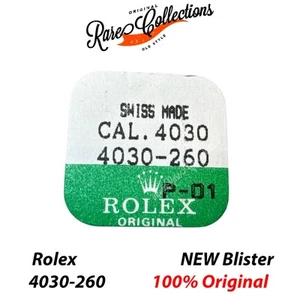 ORIGINAL
Rare Collections
OLD STYLE
SWISS MADE
CAL. 4030
4030-260
P-01
ROLEX
ORIGINAL
Rolex NEW Blister
4030-260 100% Original